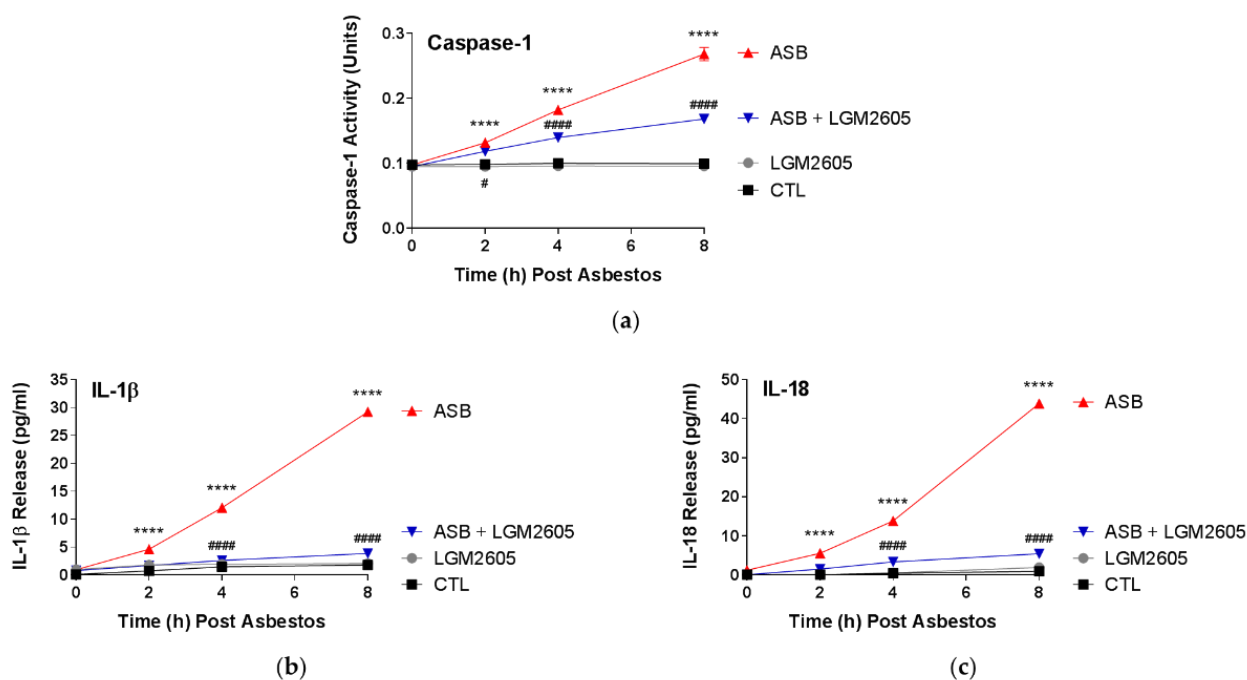 Caspase-1
Caspase-1 Activity (Units)
0.3
0.2
0.1
0.0
****
****
****
####
####
#
0 2 4 6 8
Time (h) Post Asbestos
ASB
ASB + LGM2605
LGM2605
CTL
(a)
IL-1β
IL-1β Release (pg/ml)
35
30
25
20
15
10
5
0
****
****
****
####
####
0 2 4 6 8
Time (h) Post Asbestos
ASB
ASB + LGM2605
LGM2605
CTL
(b)
IL-18
IL-18 Release (pg/ml)
50
40
30
20
10
0
****
****
****
####
####
0 2 4 6 8
Time (h) Post Asbestos
ASB
ASB + LGM2605
LGM2605
CTL
(c)